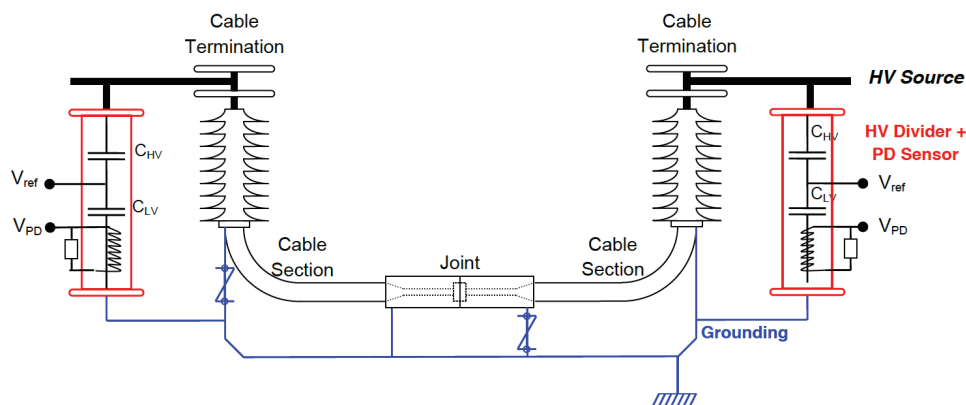 Cable
Termination
Cable
Termination
HV Source
HV Divider +
PD Sensor
CHV
CHV
Vref
Vref
CLV
CLV
VPD
VPD
Cable
Section
Joint
Cable
Section
Grounding